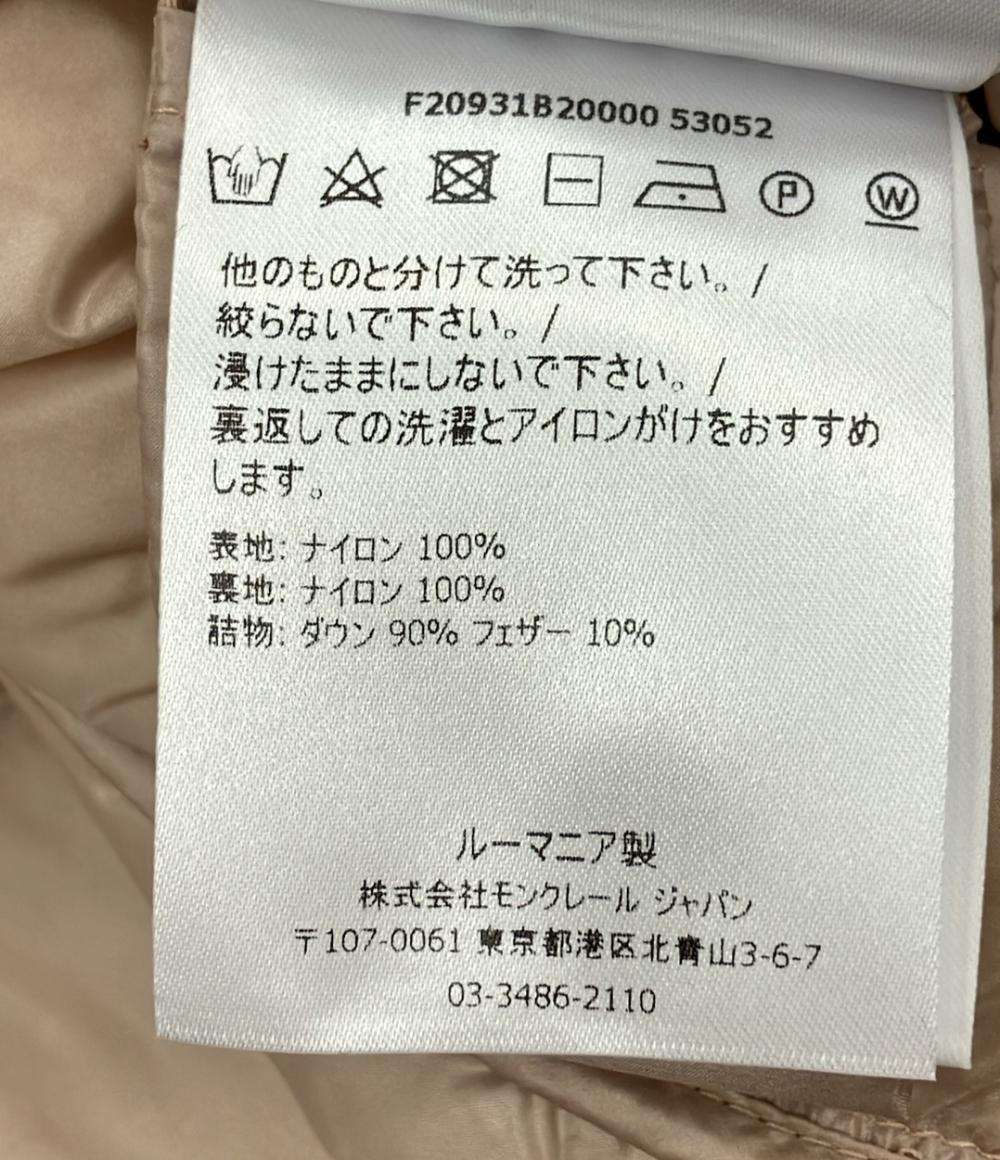 F20931B20000 53052
P W
他のものと分けて洗って下さい。/
絞らないで下さい。/
浸けたままにしないで下さい。/
裏返しての洗濯とアイロンがけをおすすめ
します。
表地: ナイロン 100%
裏地: ナイロン 100%
詰物: ダウン 90% フェザー 10%
ルーマニア製
株式会社モンクレール ジャパン
〒107-0061 東京都港区北青山3-6-7
03-3486-2110